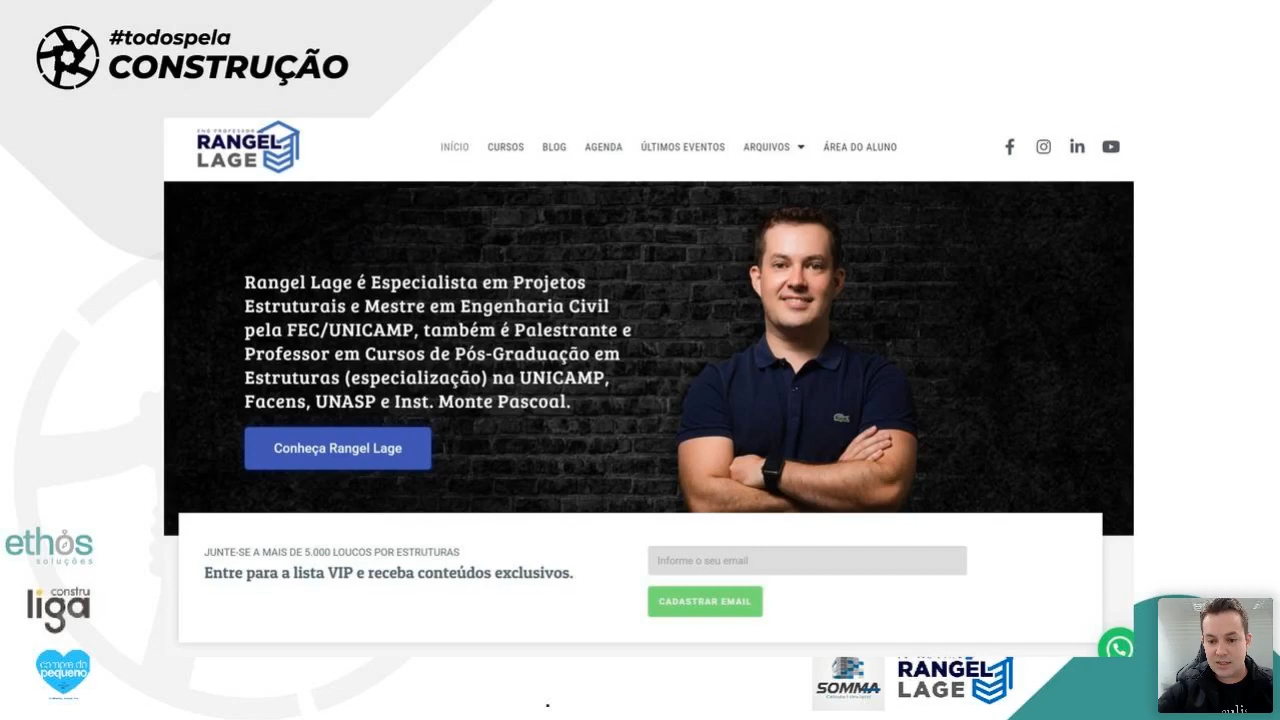 #todospela
CONSTRUÇÃO
ENG PROFESSOR
RANGEL
LAGE
INÍCIO CURSOS BLOG AGENDA ÚLTIMOS EVENTOS ARQUIVOS ÁREA DO ALUNO
Rangel Lage é Especialista em Projetos
Estruturais e Mestre em Engenharia Civil
pela FEC/UNICAMP, também é Palestrante e
Professor em Cursos de Pós-Graduação em
Estruturas (especialização) na UNICAMP,
Facens, UNASP e Inst. Monte Pascoal.
Conheça Rangel Lage
JUNTE-SE A MAIS DE 5.000 LOUCOS POR ESTRUTURAS
Entre para a lista VIP e receba conteúdos exclusivos.
Informe o seu email
CADASTRAR EMAIL
ethos
soluções
constru
liga
compre do
pequeno
SOMMA
RANGEL
LAGE